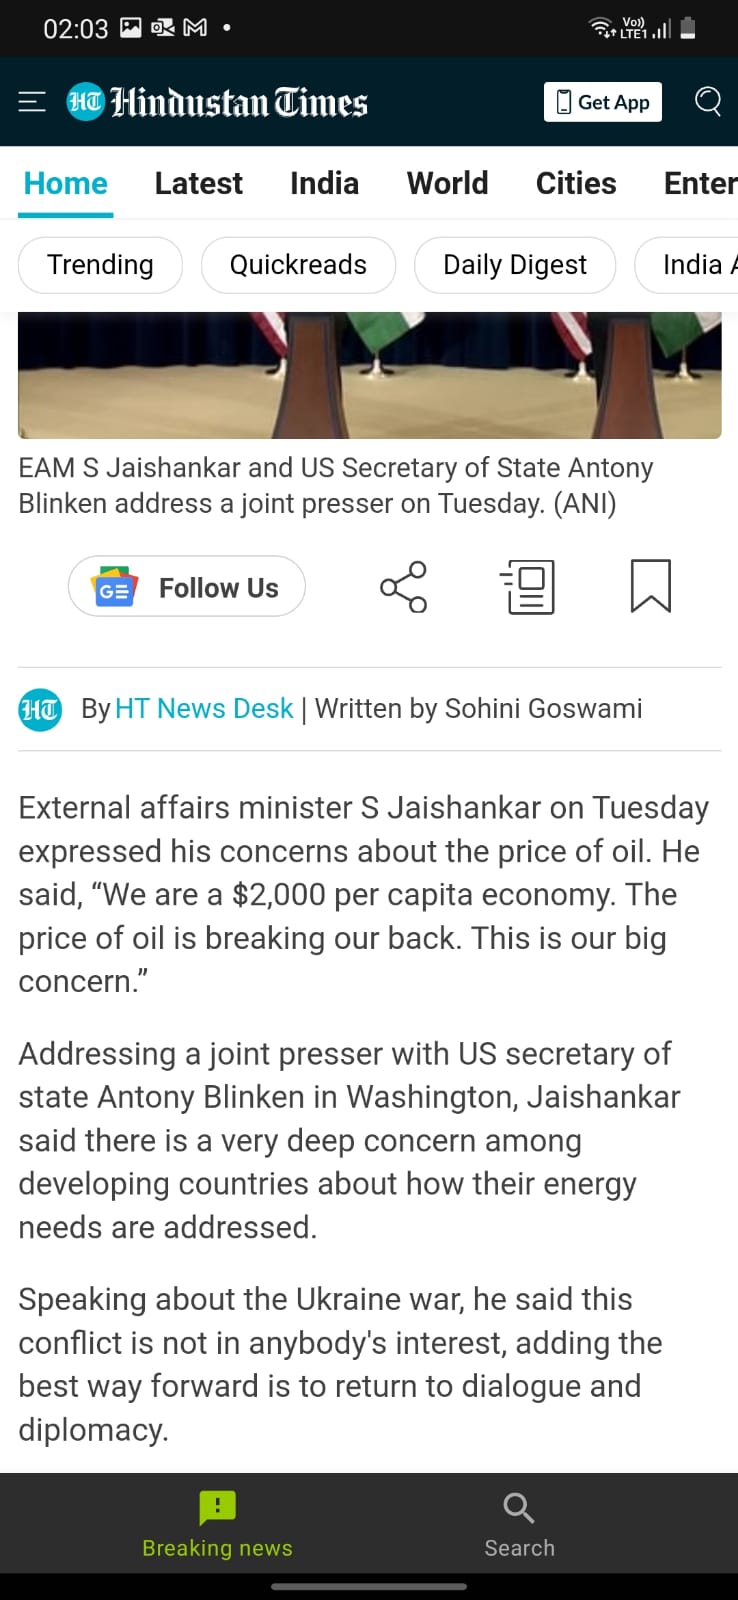 02:03
Vo))
LTE1
HT Hindustan Times
Get App
Home Latest India World Cities Enter
Trending Quickreads Daily Digest India A
EAM S Jaishankar and US Secretary of State Antony
Blinken address a joint presser on Tuesday. (ANI)
GE Follow Us
HT By HT News Desk | Written by Sohini Goswami
External affairs minister S Jaishankar on Tuesday
expressed his concerns about the price of oil. He
said, “We are a $2,000 per capita economy. The
price of oil is breaking our back. This is our big
concern.”
Addressing a joint presser with US secretary of
state Antony Blinken in Washington, Jaishankar
said there is a very deep concern among
developing countries about how their energy
needs are addressed.
Speaking about the Ukraine war, he said this
conflict is not in anybody's interest, adding the
best way forward is to return to dialogue and
diplomacy.
Breaking news Search